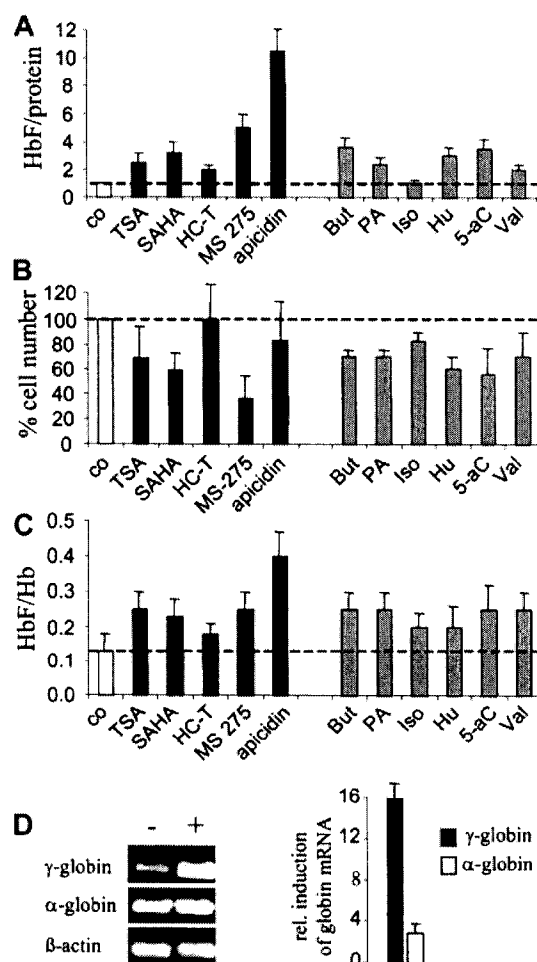 A
HbF/protein
12
10
8
6
4
2
0
co TSA SAHA HC-T MS 275 apicidin But PA Iso Hu 5-aC Val
B
% cell number
120
100
80
60
40
20
0
co TSA SAHA HC-T MS-275 apicidin But PA Iso Hu 5-aC Val
C
HbF/Hb
0.5
0.4
0.3
0.2
0.1
0.0
co TSA SAHA HC-T MS 275 apicidin But PA Iso Hu 5-aC Val
D
- +
γ-globin
α-globin
ß-actin
rel. induction
of globin mRNA
16
12
8
4
0
γ-globin
α-globin